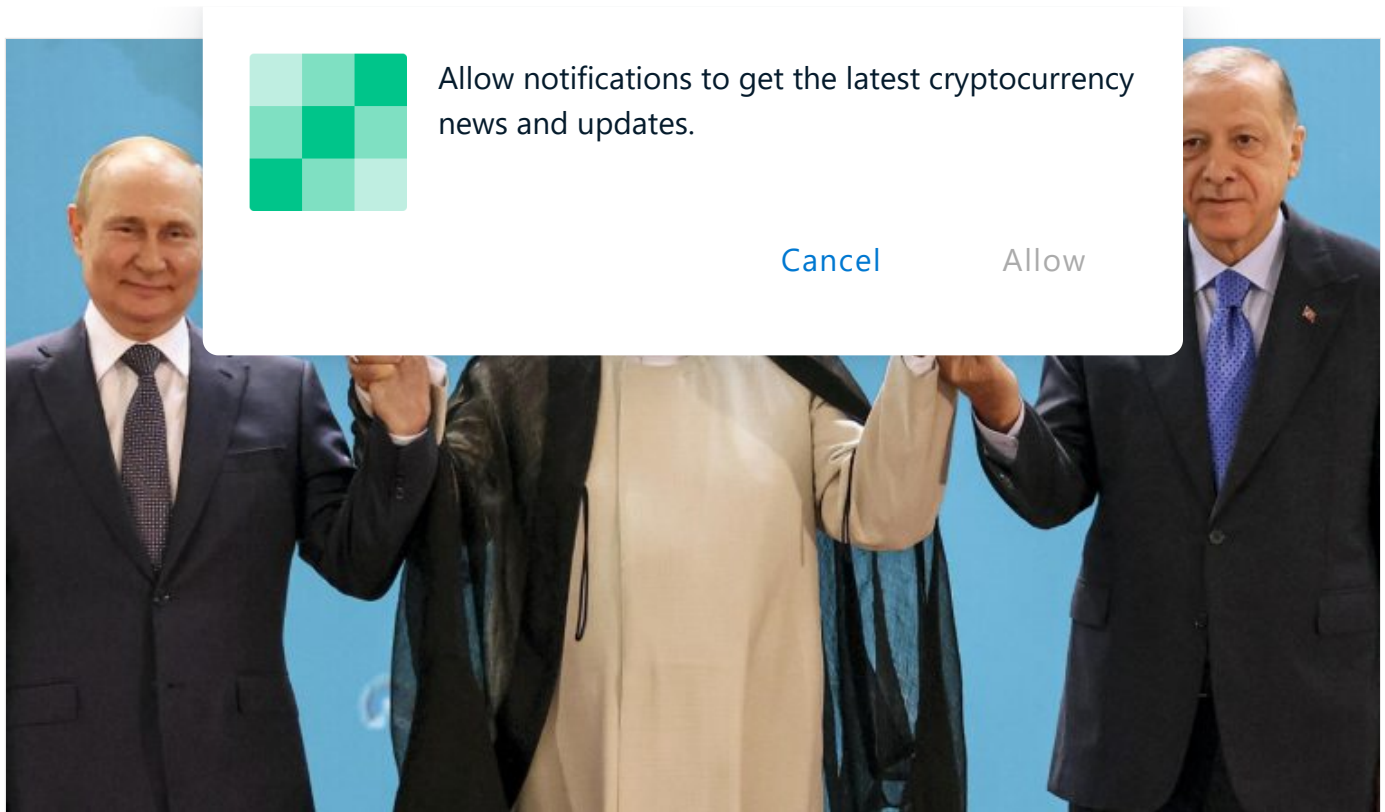 Allow notifications to get the latest cryptocurrency
news and updates.
Cancel Allow